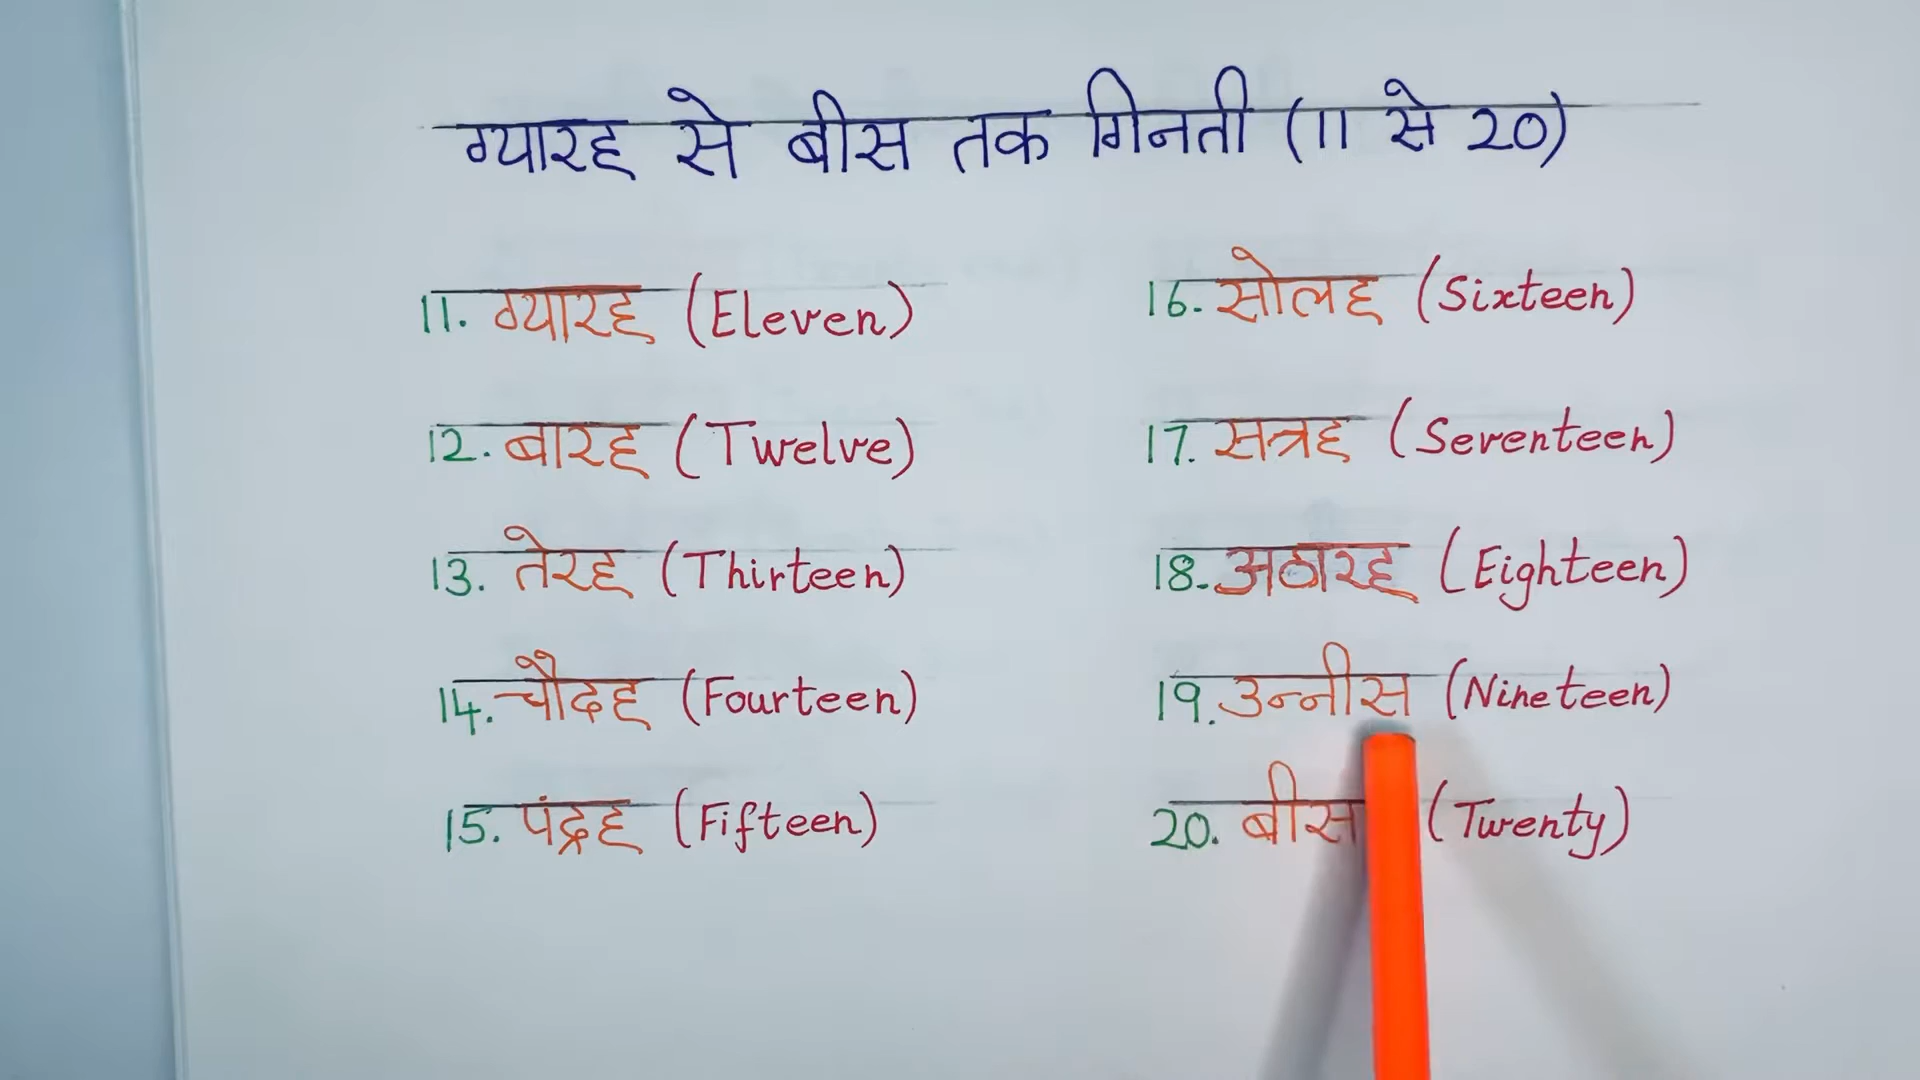 ग्यारह से बीस तक गिनती (11 से 20)
11. ग्यारह (Eleven)
12. बारह (Twelve)
13. तेरह (Thirteen)
14. चौदह (Fourteen)
15. पंद्रह (Fifteen)
16. सोलह (Sixteen)
17. सत्रह (Seventeen)
18. अठारह (Eighteen)
19. उन्नीस (Nineteen)
20. बीस (Twenty)